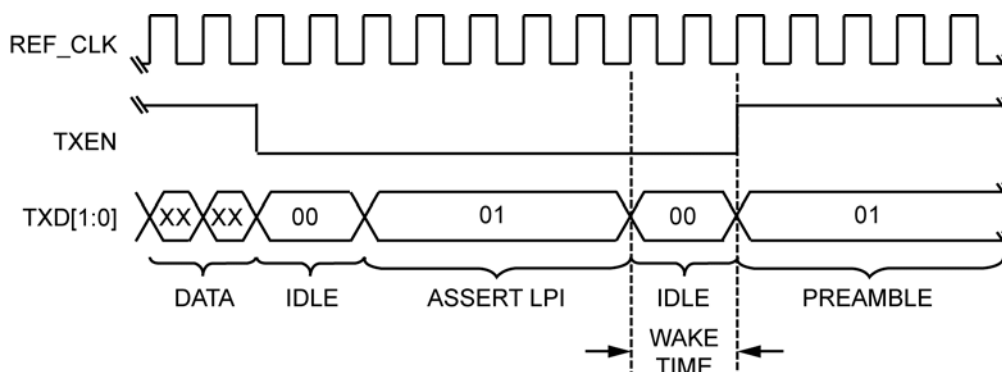 REF_CLK
TXEN
TXD[1:0] XX XX 00 01 00 01
DATA IDLE ASSERT LPI IDLE PREAMBLE
WAKE
TIME